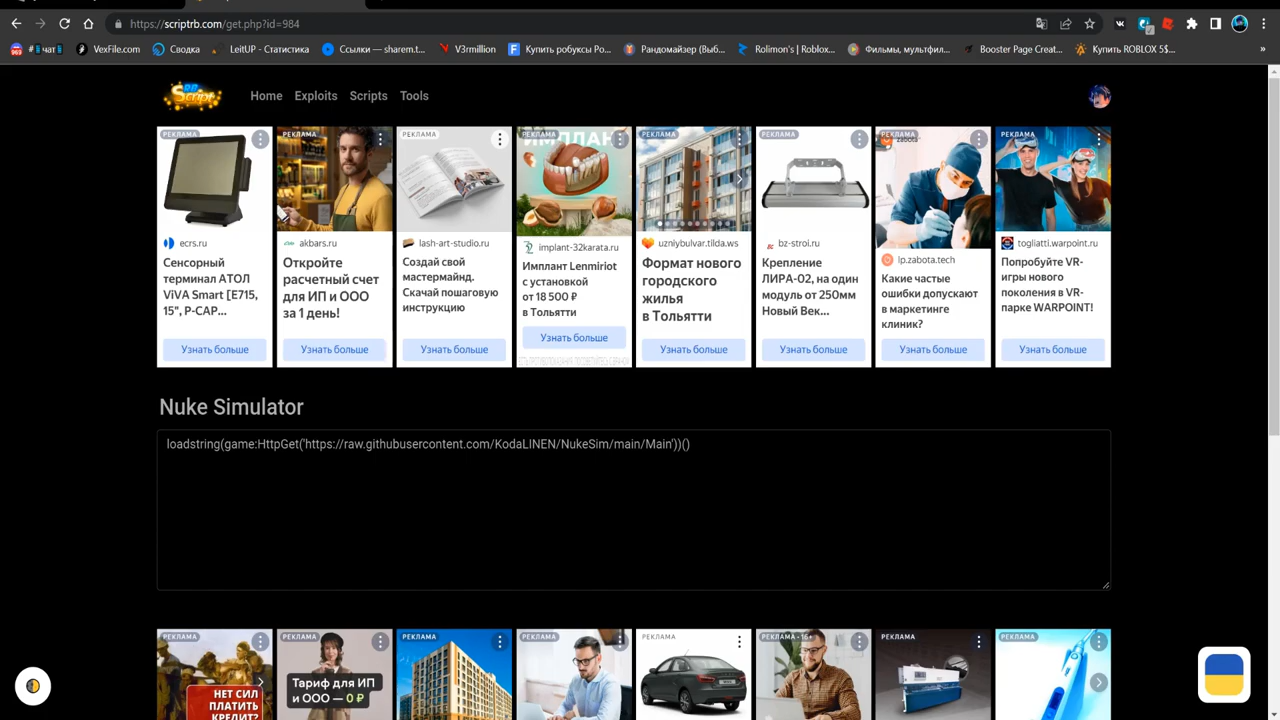 https://scriptrb.com/get.php?id=984
VexFile.com
Сводка
LeitUP - Статистика
Ссылки — sharem.t...
V3rmillion
Купить робуксы Ро...
Рандомайзер (Выб...
Rolimon's | Roblox...
Фильмы, мультфил...
Booster Page Creat...
Купить ROBLOX 5$...
»
Script
Home
Exploits
Scripts
Tools
РЕКЛАМА
ecrs.ru
Сенсорный
терминал АТОЛ
ViVA Smart [E715,
15", P-CAP...
Узнать больше
РЕКЛАМА
akbars.ru
Откройте
расчетный счет
для ИП и ООО
за 1 день!
Узнать больше
РЕКЛАМА
lash-art-studio.ru
Создай свой
мастермайнд.
Скачай пошаговую
инструкцию
Узнать больше
РЕКЛАМА
implant-32karata.ru
Имплант Lenmiriot
с установкой
от 18 500 ₽
в Тольятти
Узнать больше
РЕКЛАМА
uzniybulvar.tilda.ws
Формат нового
городского
жилья
в Тольятти
Узнать больше
РЕКЛАМА
bz-stroi.ru
Крепление
ЛИРА-02, на один
модуль от 250мм
Новый Век...
Узнать больше
РЕКЛАМА
zabota
lp.zabota.tech
Какие частые
ошибки допускают
в маркетинге
клиник?
Узнать больше
РЕКЛАМА
togliatti.warpoint.ru
Попробуйте VR-
игры нового
поколения в VR-
парке WARPOINT!
Узнать больше
Nuke Simulator
loadstring(game:HttpGet('https://raw.githubusercontent.com/KodaLINEN/NukeSim/main/Main'))()
РЕКЛАМА
НЕТ СИЛ
ПЛАТИТЬ
КРЕДИТ?
РЕКЛАМА
Тариф для ИП
и ООО — 0 ₽
РЕКЛАМА
РЕКЛАМА
РЕКЛАМА
РЕКЛАМА • 16+
РЕКЛАМА
РЕКЛАМА